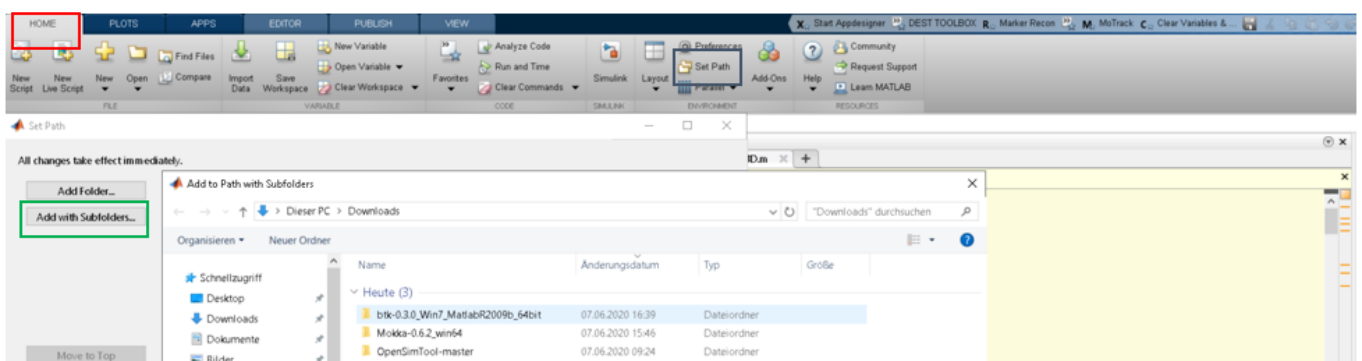 HOME PLOTS APPS EDITOR PUBLISH VIEW X... Start Appdesigner DEST TOOLBOX R... Marker Recon M... MoTrack C... Clear Variables & ...
New Variable Analyze Code Preferences Community
Find Files Open Variable Run and Time Set Path Request Support
New Script New Live Script New Open Compare Import Data Save Workspace Clear Workspace Favorites Clear Commands Simulink Layout Parallel Add-Ons Help Learn MATLAB
FILE VARIABLE CODE SIMULINK ENVIRONMENT RESOURCES
Set Path
All changes take effect immediately.
ID.m
Add Folder...
Add with Subfolders...
Move to Top
Add to Path with Subfolders
Dieser PC > Downloads "Downloads" durchsuchen
Organisieren Neuer Ordner
Name Änderungsdatum Typ Größe
Schnellzugriff
Desktop
Downloads
Dokumente
Bilder
Heute (3)
btk-0.3.0_Win7_MatlabR2009b_64bit 07.06.2020 16:39 Dateiordner
Mokka-0.6.2_win64 07.06.2020 15:46 Dateiordner
OpenSimTool-master 07.06.2020 09:24 Dateiordner